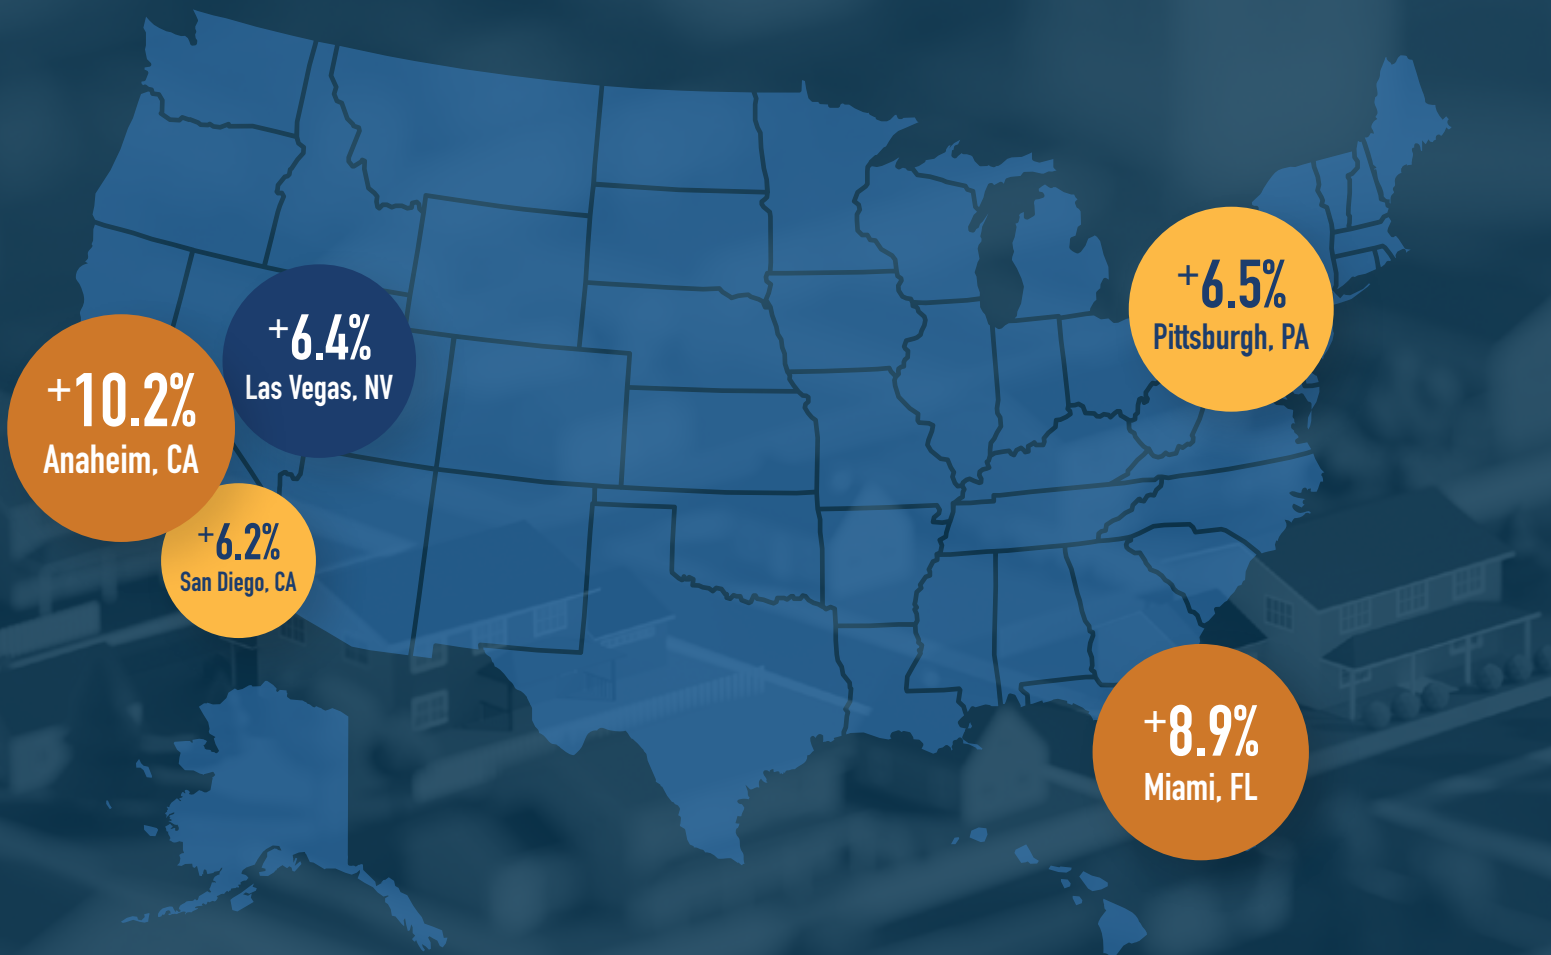 +6.5%
Pittsburgh, PA
+6.4%
Las Vegas, NV
+10.2%
Anaheim, CA
+6.2%
San Diego, CA
+8.9%
Miami, FL